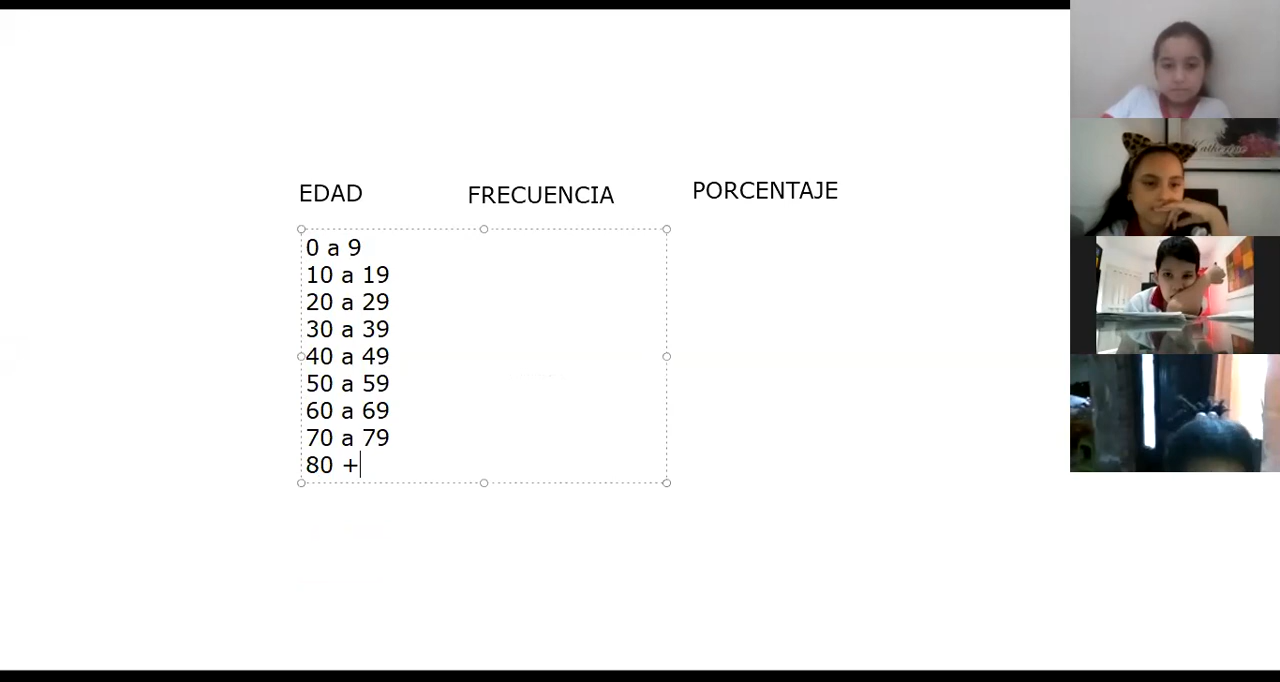 EDAD FRECUENCIA PORCENTAJE
0 a 9
10 a 19
20 a 29
30 a 39
40 a 49
50 a 59
60 a 69
70 a 79
80 +
Katherine